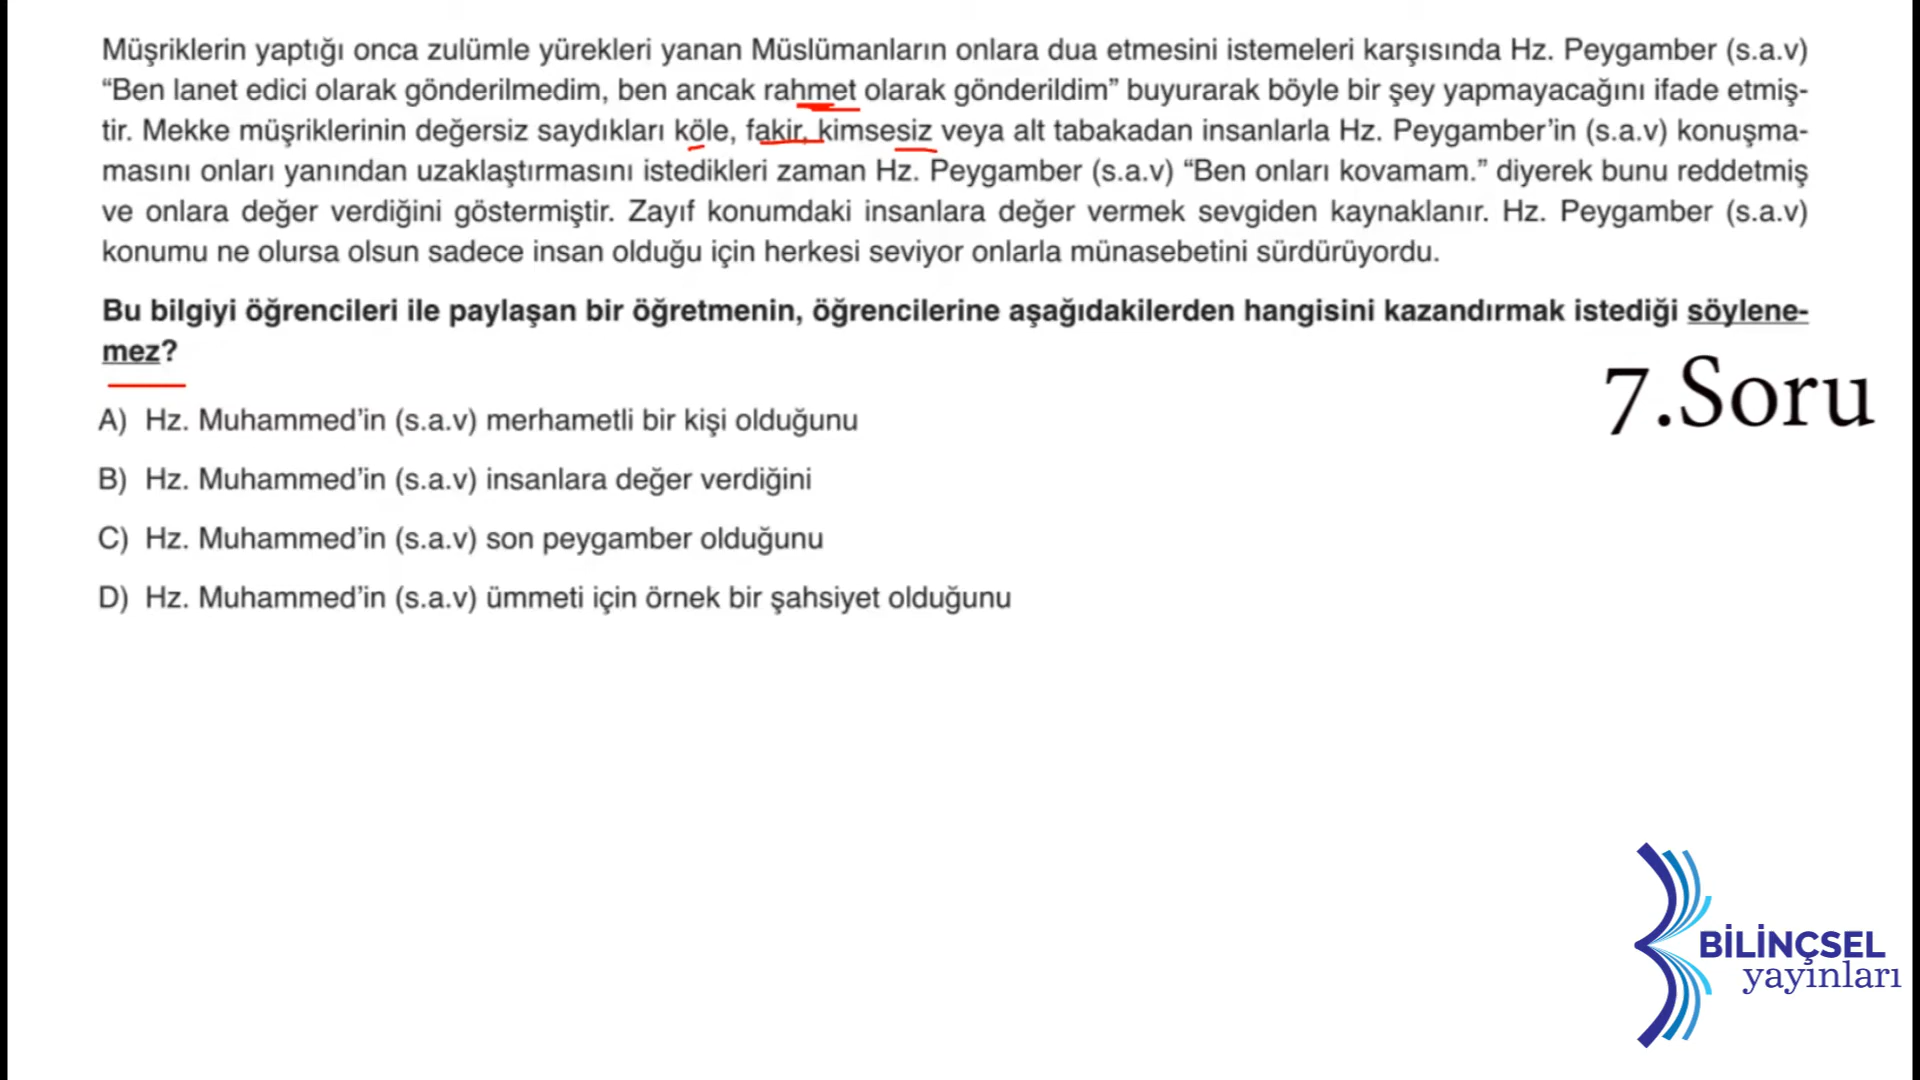 Müşriklerin yaptığı onca zulümle yürekleri yanan Müslümanların onlara dua etmesini istemeleri karşısında Hz. Peygamber (s.a.v)
“Ben lanet edici olarak gönderilmedim, ben ancak rahmet olarak gönderildim” buyurarak böyle bir şey yapmayacağını ifade etmiş-
tir. Mekke müşriklerinin değersiz saydıkları köle, fakir, kimsesiz veya alt tabakadan insanlarla Hz. Peygamber’in (s.a.v) konuşma-
masını onları yanından uzaklaştırmasını istedikleri zaman Hz. Peygamber (s.a.v) “Ben onları kovamam.” diyerek bunu reddetmiş
ve onlara değer verdiğini göstermiştir. Zayıf konumdaki insanlara değer vermek sevgiden kaynaklanır. Hz. Peygamber (s.a.v)
konumu ne olursa olsun sadece insan olduğu için herkesi seviyor onlarla münasebetini sürdürüyordu.
Bu bilgiyi öğrencileri ile paylaşan bir öğretmenin, öğrencilerine aşağıdakilerden hangisini kazandırmak istediği söylene-
mez?
7.Soru
A) Hz. Muhammed’in (s.a.v) merhametli bir kişi olduğunu
B) Hz. Muhammed’in (s.a.v) insanlara değer verdiğini
C) Hz. Muhammed’in (s.a.v) son peygamber olduğunu
D) Hz. Muhammed’in (s.a.v) ümmeti için örnek bir şahsiyet olduğunu
BİLİNÇSEL
yayınları